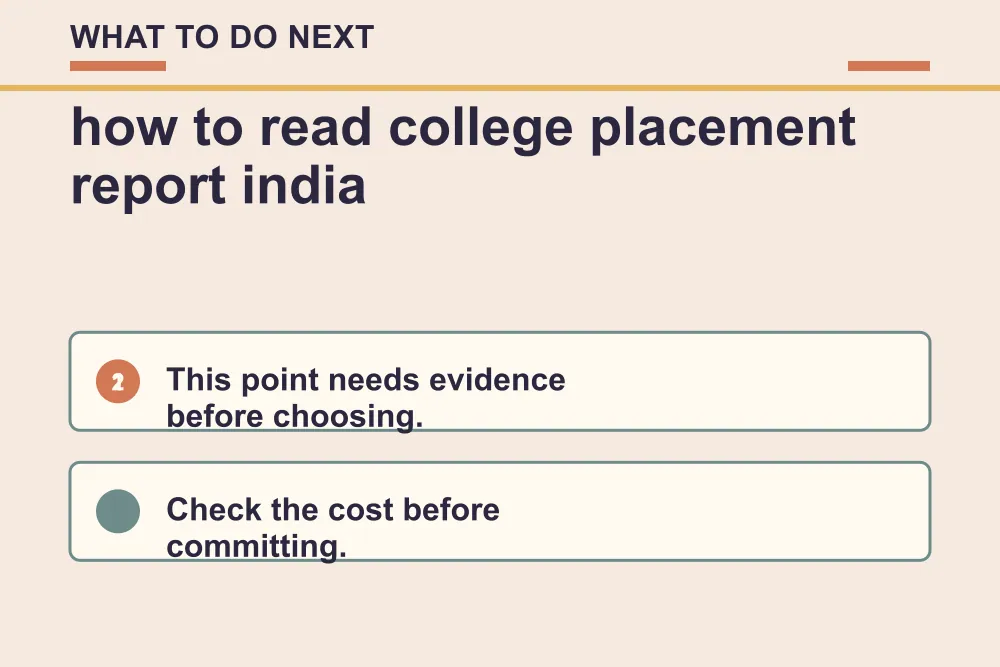 WHAT TO DO NEXT
how to read college placement
report india
2
This point needs evidence
before choosing.
Check the cost before
committing.